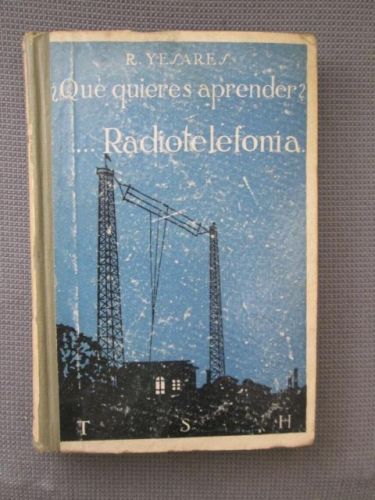 R. YESARES
¿Qué quieres aprender?
.... Radiotelefonía.
T S H